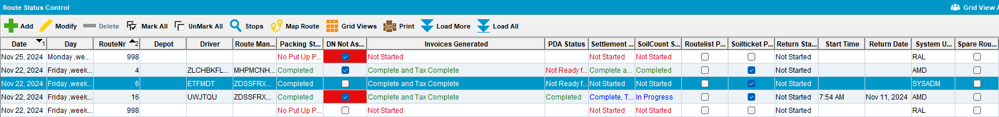 Route Status Control Grid View A
Add Modify Delete Mark All UnMark All Stops Map Route Grid Views Print Load More Load All
Date 1 Day RouteNr 2 Depot Driver Route Man... Packing St... DN Not As... Invoices Generated PDA Status Settlement ... SoilCount S... Routelist P... Soilticket P... Return Sta... Start Time Return Date System U... Spare Rou...
Nov 25, 2024 Monday ,we... 998 No Put Up P... Not Started Not Started Not Started Not Started RAL
Nov 22, 2024 Friday ,week... 4 ZLCHBKFL... MHPMCNH... Completed Complete and Tax Complete Not Ready f... Complete a... Completed Not Started AMD
Nov 22, 2024 Friday ,week... 6 ETFMDT ZDSSFRX... Completed Complete and Tax Complete Not Ready f... Not Started Not Started Not Started SYSADM
Nov 22, 2024 Friday ,week... 16 UWJTQU ZDSSFRX... Completed Complete and Tax Complete Completed Complete, T... In Progress Not Started 7:54 AM Nov 11, 2024 AMD
Nov 22, 2024 Friday ,week... 998 No Put Up P... Not Started Not Started Not Started Not Started RAL